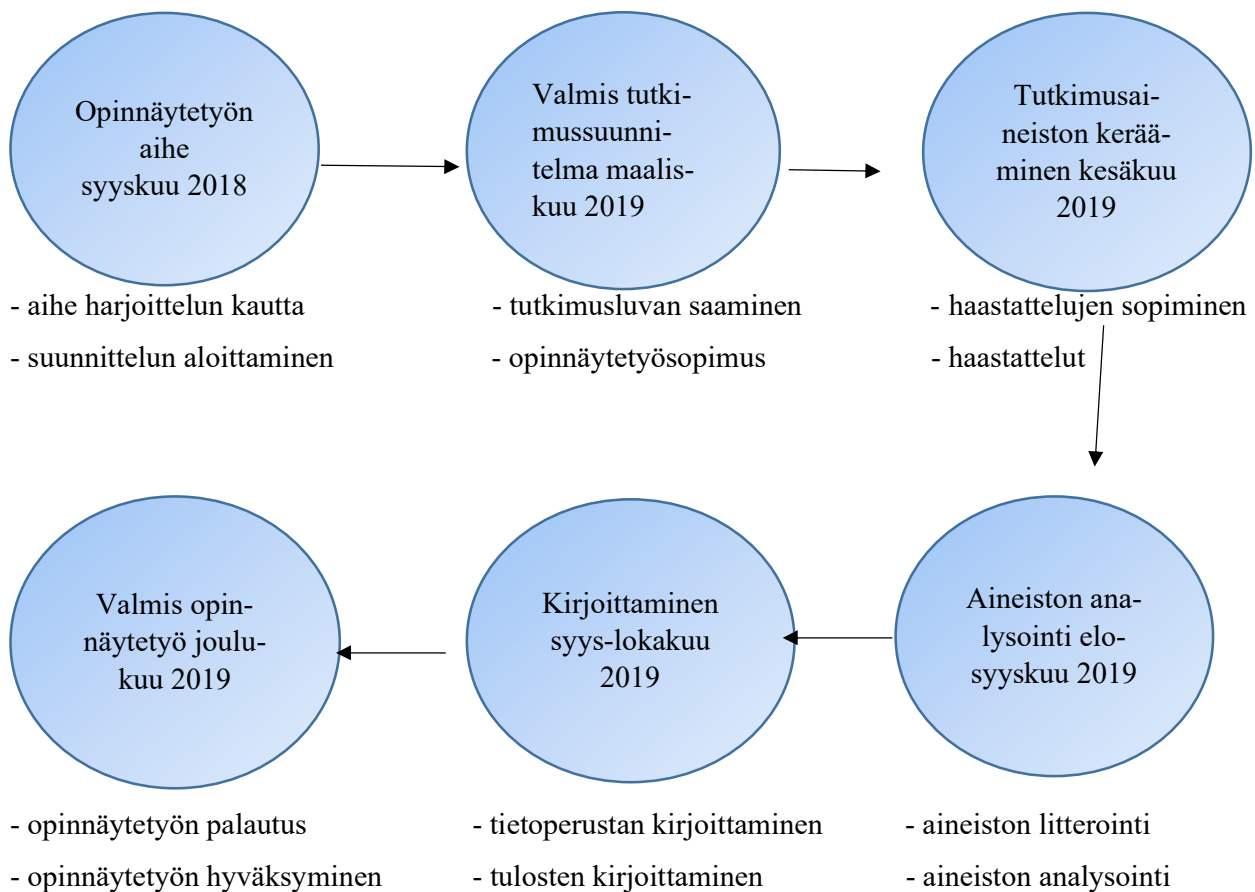 Opinnäytetyön
aihe
syyskuu 2018
- aihe harjoittelun kautta
- suunnittelun aloittaminen
Valmis tutki-
mussuunni-
telma maalis-
kuu 2019
- tutkimusluvan saaminen
- opinnäytetyösopimus
Tutkimusai-
neiston kerää-
minen kesäkuu
2019
- haastattelujen sopiminen
- haastattelut
Aineiston ana-
lysointi elo-
syyskuu 2019
- aineiston litterointi
- aineiston analysointi
Kirjoittaminen
syys-lokakuu
2019
- tietoperustan kirjoittaminen
- tulosten kirjoittaminen
Valmis opin-
näytetyö joulu-
kuu 2019
- opinnäytetyön palautus
- opinnäytetyön hyväksyminen